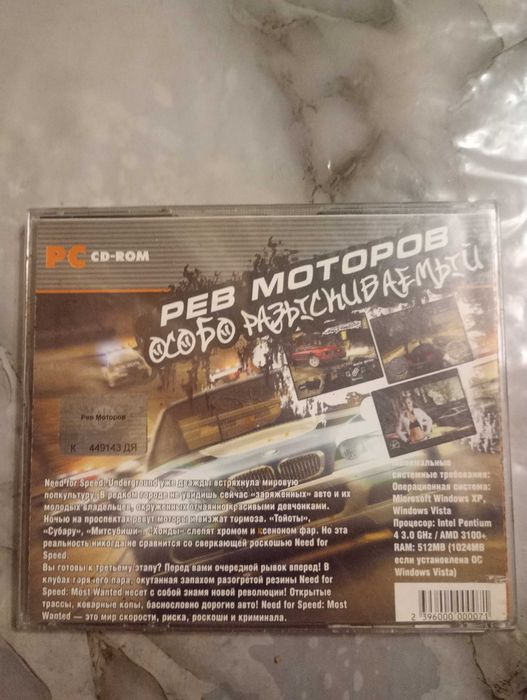 PC CD-ROM
РЕВ МОТОРОВ
ОСОБО РАЗЫСКИВАЕМЫЙ
Рев Моторов
К 449143 ДЯ
Need for Speed: Underground уже дважды встряхнула мировую
попкультуру. В редком городе не увидишь сейчас «заряженных» авто и их
молодых владельцев, окруженных отчаянно красивыми девчонками.
Ночью на проспектах ревут моторы и визжат тормоза. «Тойоты»,
«Субару», «Митсубиши», «Хонды» слепят хромом и ксеноном фар. Но эта
реальность никогда не сравнится со сверкающей роскошью Need for
Speed.
Вы готовы к третьему этапу? Перед вами очередной рывок вперед! В
клубах горячего пара, окутанная запахом разогретой резины Need for
Speed: Most Wanted несет с собой знамя новой революции! Открытые
трассы, коварные копы, баснословно дорогие авто! Need for Speed: Most
Wanted — это мир скорости, риска, роскоши и криминала.
системные требования:
Операционная система:
Microsoft Windows XP,
Windows Vista
Процесор: Intel Pentium
4 3.0 GHz / AMD 3100+
RAM: 512MB (1024MB
если установлена ОС
Windows Vista)
2 396000 000071